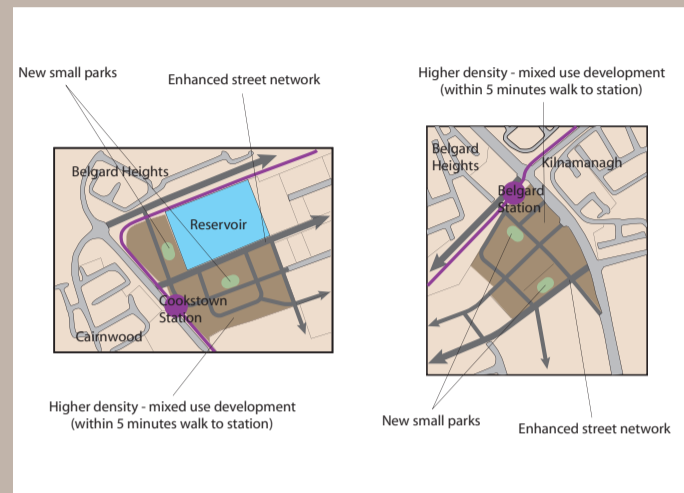 New small parks
Enhanced street network
Belgard Heights
Reservoir
Cookstown
Station
Cairnwood
Higher density - mixed use development
(within 5 minutes walk to station)
Higher density - mixed use development
(within 5 minutes walk to station)
Belgard
Heights
Kilnamanagh
Belgard
Station
New small parks
Enhanced street network